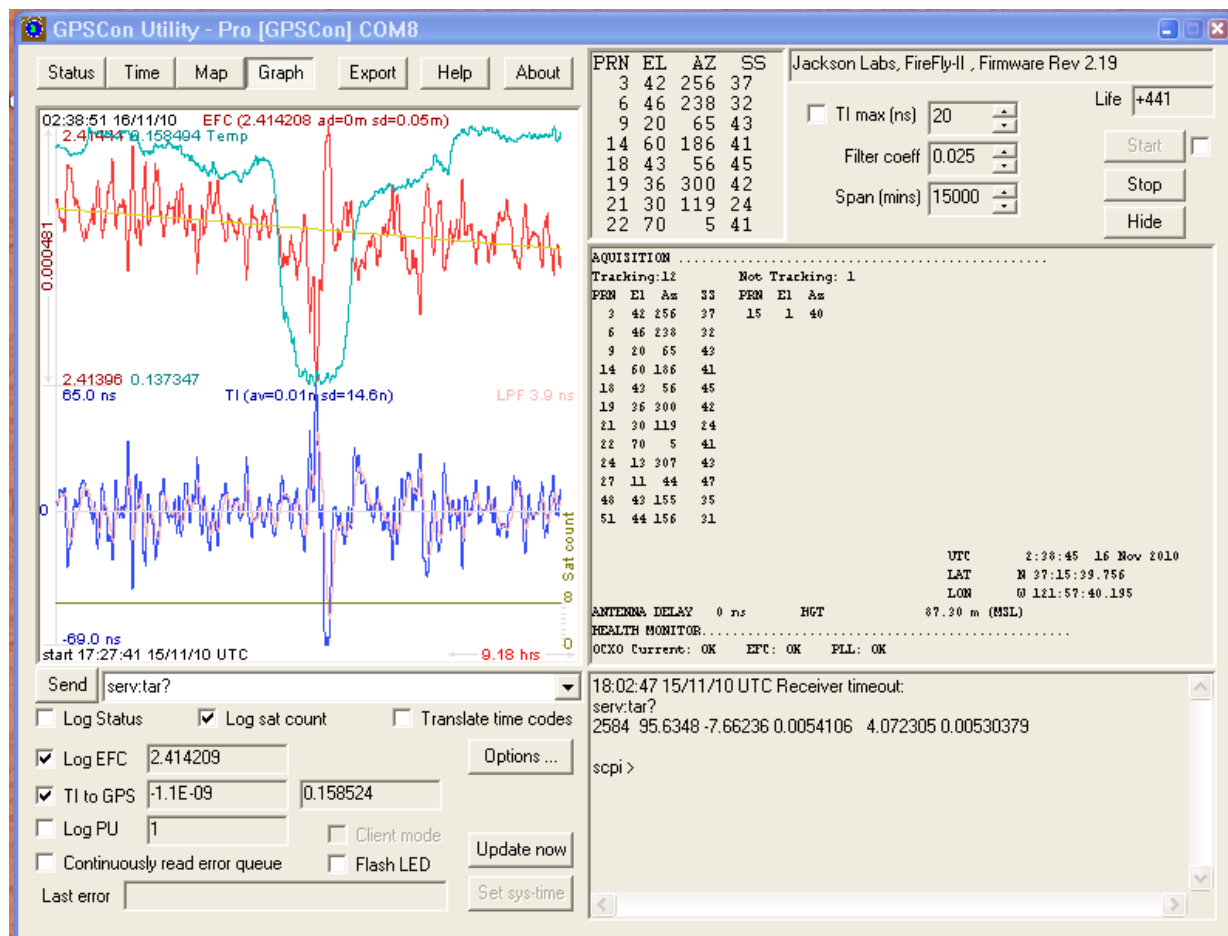 GPSCon Utility - Pro [GPSCon] COM8
Status Time Map Graph Export Help About
02:38:51 16/11/10 EFC (2.414208 ad=0m sd=0.05m)
2.41444 0.158494 Temp
0.000481
2.41396 0.137347
65.0 ns TI (av=0.01n sd=14.6n) LPF 3.9 ns
0
Sat count
8
0
-69.0 ns
start 17:27:41 15/11/10 UTC 9.18 hrs
PRN EL AZ SS
3 42 256 37
6 46 238 32
9 20 65 43
14 60 186 41
18 43 56 45
19 36 300 42
21 30 119 24
22 70 5 41
Jackson Labs, FireFly-II , Firmware Rev 2.19
Life +441
TI max (ns) 20
Start
Filter coeff 0.025
Stop
Span (mins) 15000
Hide
AQUISITION ................................................
Tracking:12 Not Tracking: 1
PRN El Az SS PRN El Az
3 42 256 37 15 1 40
6 46 238 32
9 20 65 43
14 60 186 41
18 43 56 45
19 36 300 42
21 30 119 24
22 70 5 41
24 13 307 43
27 11 44 47
48 43 155 35
51 44 156 31
UTC 2:38:45 16 Nov 2010
LAT N 37:15:39.756
LON W 121:57:40.195
ANTENNA DELAY 0 ns HGT 87.30 m (MSL)
HEALTH MONITOR..................................................
OCXO Current: OK EFC: OK PLL: OK
Send serv:tar?
Log Status Log sat count Translate time codes
Log EFC 2.414209 Options ...
TI to GPS -1.1E-09 0.158524
Log PU 1 Client mode
Update now
Continuously read error queue Flash LED
Last error Set sys-time
18:02:47 15/11/10 UTC Receiver timeout:
serv:tar?
2584 95.6348 -7.66236 0.0054106 4.072305 0.00530379
scpi >